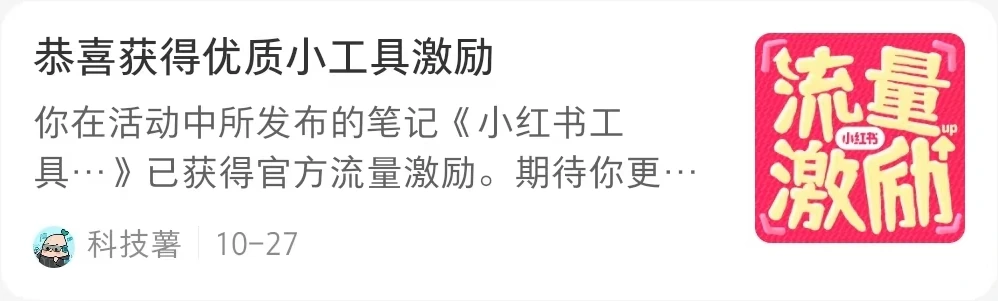 恭喜获得优质小工具激励
你在活动中所发布的笔记《小红书工
具…》已获得官方流量激励。期待你更…
科技薯 10-27
流量
小红书
up
激励